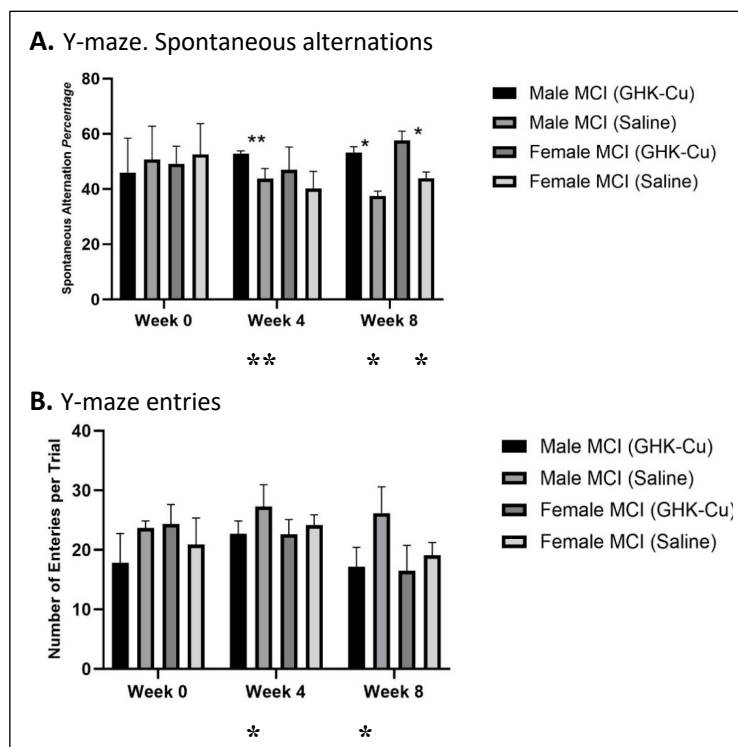 A. Y-maze. Spontaneous alternations
Spontaneous Alternation Percentage
80
60
40
20
0
** * *
Week 0 Week 4 Week 8
Male MCI (GHK-Cu)
Male MCI (Saline)
Female MCI (GHK-Cu)
Female MCI (Saline)
** * *
B. Y-maze entries
Number of Enteries per Trial
40
30
20
10
0
Week 0 Week 4 Week 8
Male MCI (GHK-Cu)
Male MCI (Saline)
Female MCI (GHK-Cu)
Female MCI (Saline)
* *